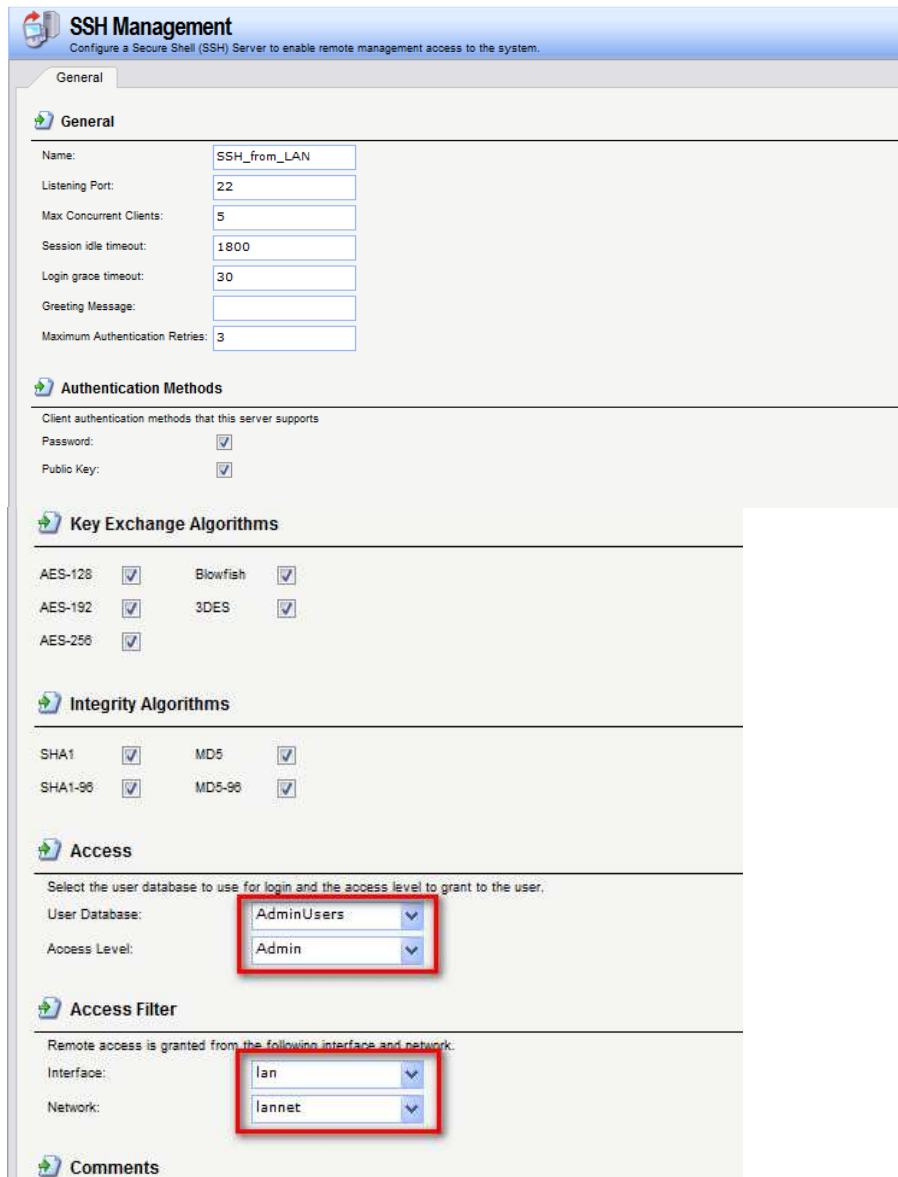 SSH Management
Configure a Secure Shell (SSH) Server to enable remote management access to the system.
General
General
Name: SSH_from_LAN
Listening Port: 22
Max Concurrent Clients: 5
Session idle timeout: 1800
Login grace timeout: 30
Greeting Message:
Maximum Authentication Retries: 3
Authentication Methods
Client authentication methods that this server supports
Password:
Public Key:
Key Exchange Algorithms
AES-128 Blowfish
AES-192 3DES
AES-256
Integrity Algorithms
SHA1 MD5
SHA1-96 MD5-96
Access
Select the user database to use for login and the access level to grant to the user.
User Database: AdminUsers
Access Level: Admin
Access Filter
Remote access is granted from the following interface and network.
Interface: lan
Network: lannet
Comments